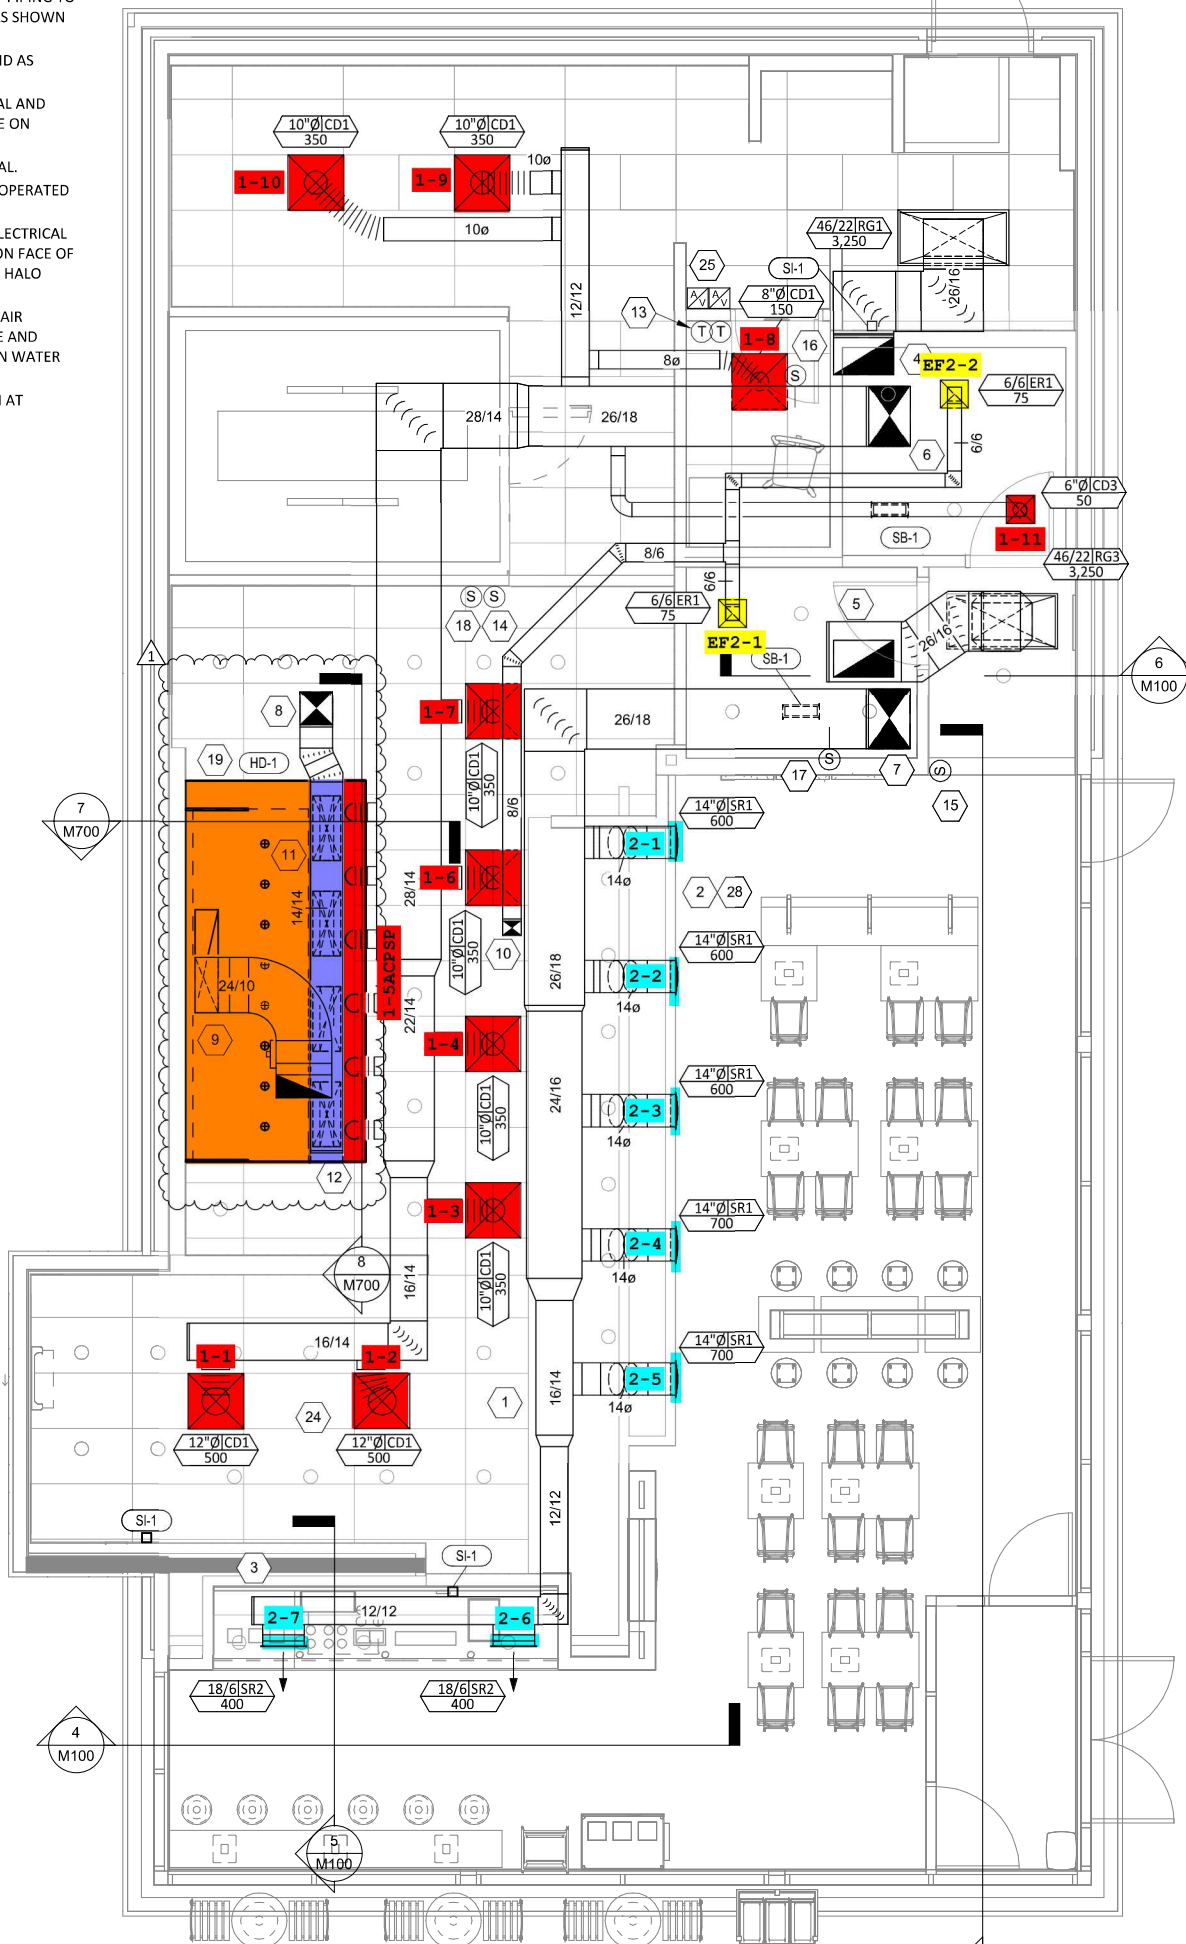 PIPING TO
AS SHOWN
ND AS
AL AND
E ON
AL.
OPERATED
LECTRICAL
ON FACE OF
HALO
AIR
E AND
N WATER
AT
10"Ø CD1
350
10"Ø CD1
350
1-10
1-9
10ø
10ø
12/12
46/22 RG1
3,250
25
SI-1
26/16
A/V A/V
8"Ø CD1
150
13
T T
1-8
16
8ø
S
4
EF2-2
6/6 ER1
75
28/14
26/18
6
6/6
6"Ø CD3
50
SB-1
1-11
8/6
46/22 RG3
3,250
6/6
S S
6/6 ER1
75
5
18
14
EF2-1
26/16
1
SB-1
6
M100
8
1-7
26/18
19
HD-1
17
S
7
S
15
7
M700
10"Ø CD1
350
8/6
14"Ø SR1
600
2-1
14ø
11
1-6
28/14
2
28
14/14
10"Ø CD1
350
10
14"Ø SR1
600
1-5ACPSP
2-2
26/18
24/10
14ø
22/14
9
1-4
14"Ø SR1
600
24/16
2-3
10"Ø CD1
350
14ø
12
1-3
14"Ø SR1
700
2-4
8
M700
16/14
10"Ø CD1
350
14ø
16/14
14"Ø SR1
700
1-1
1-2
2-5
16/14
14ø
24
1
12"Ø CD1
500
12"Ø CD1
500
12/12
SI-1
SI-1
3
2-7
12/12
2-6
18/6 SR2
400
18/6 SR2
400
4
M100
5
M100